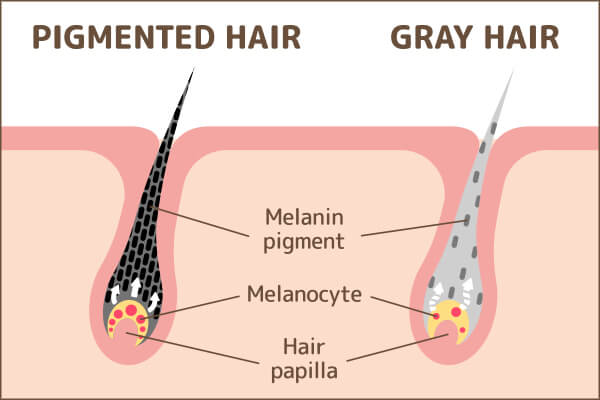 PIGMENTED HAIR
GRAY HAIR
Melanin
pigment
Melanocyte
Hair
papilla